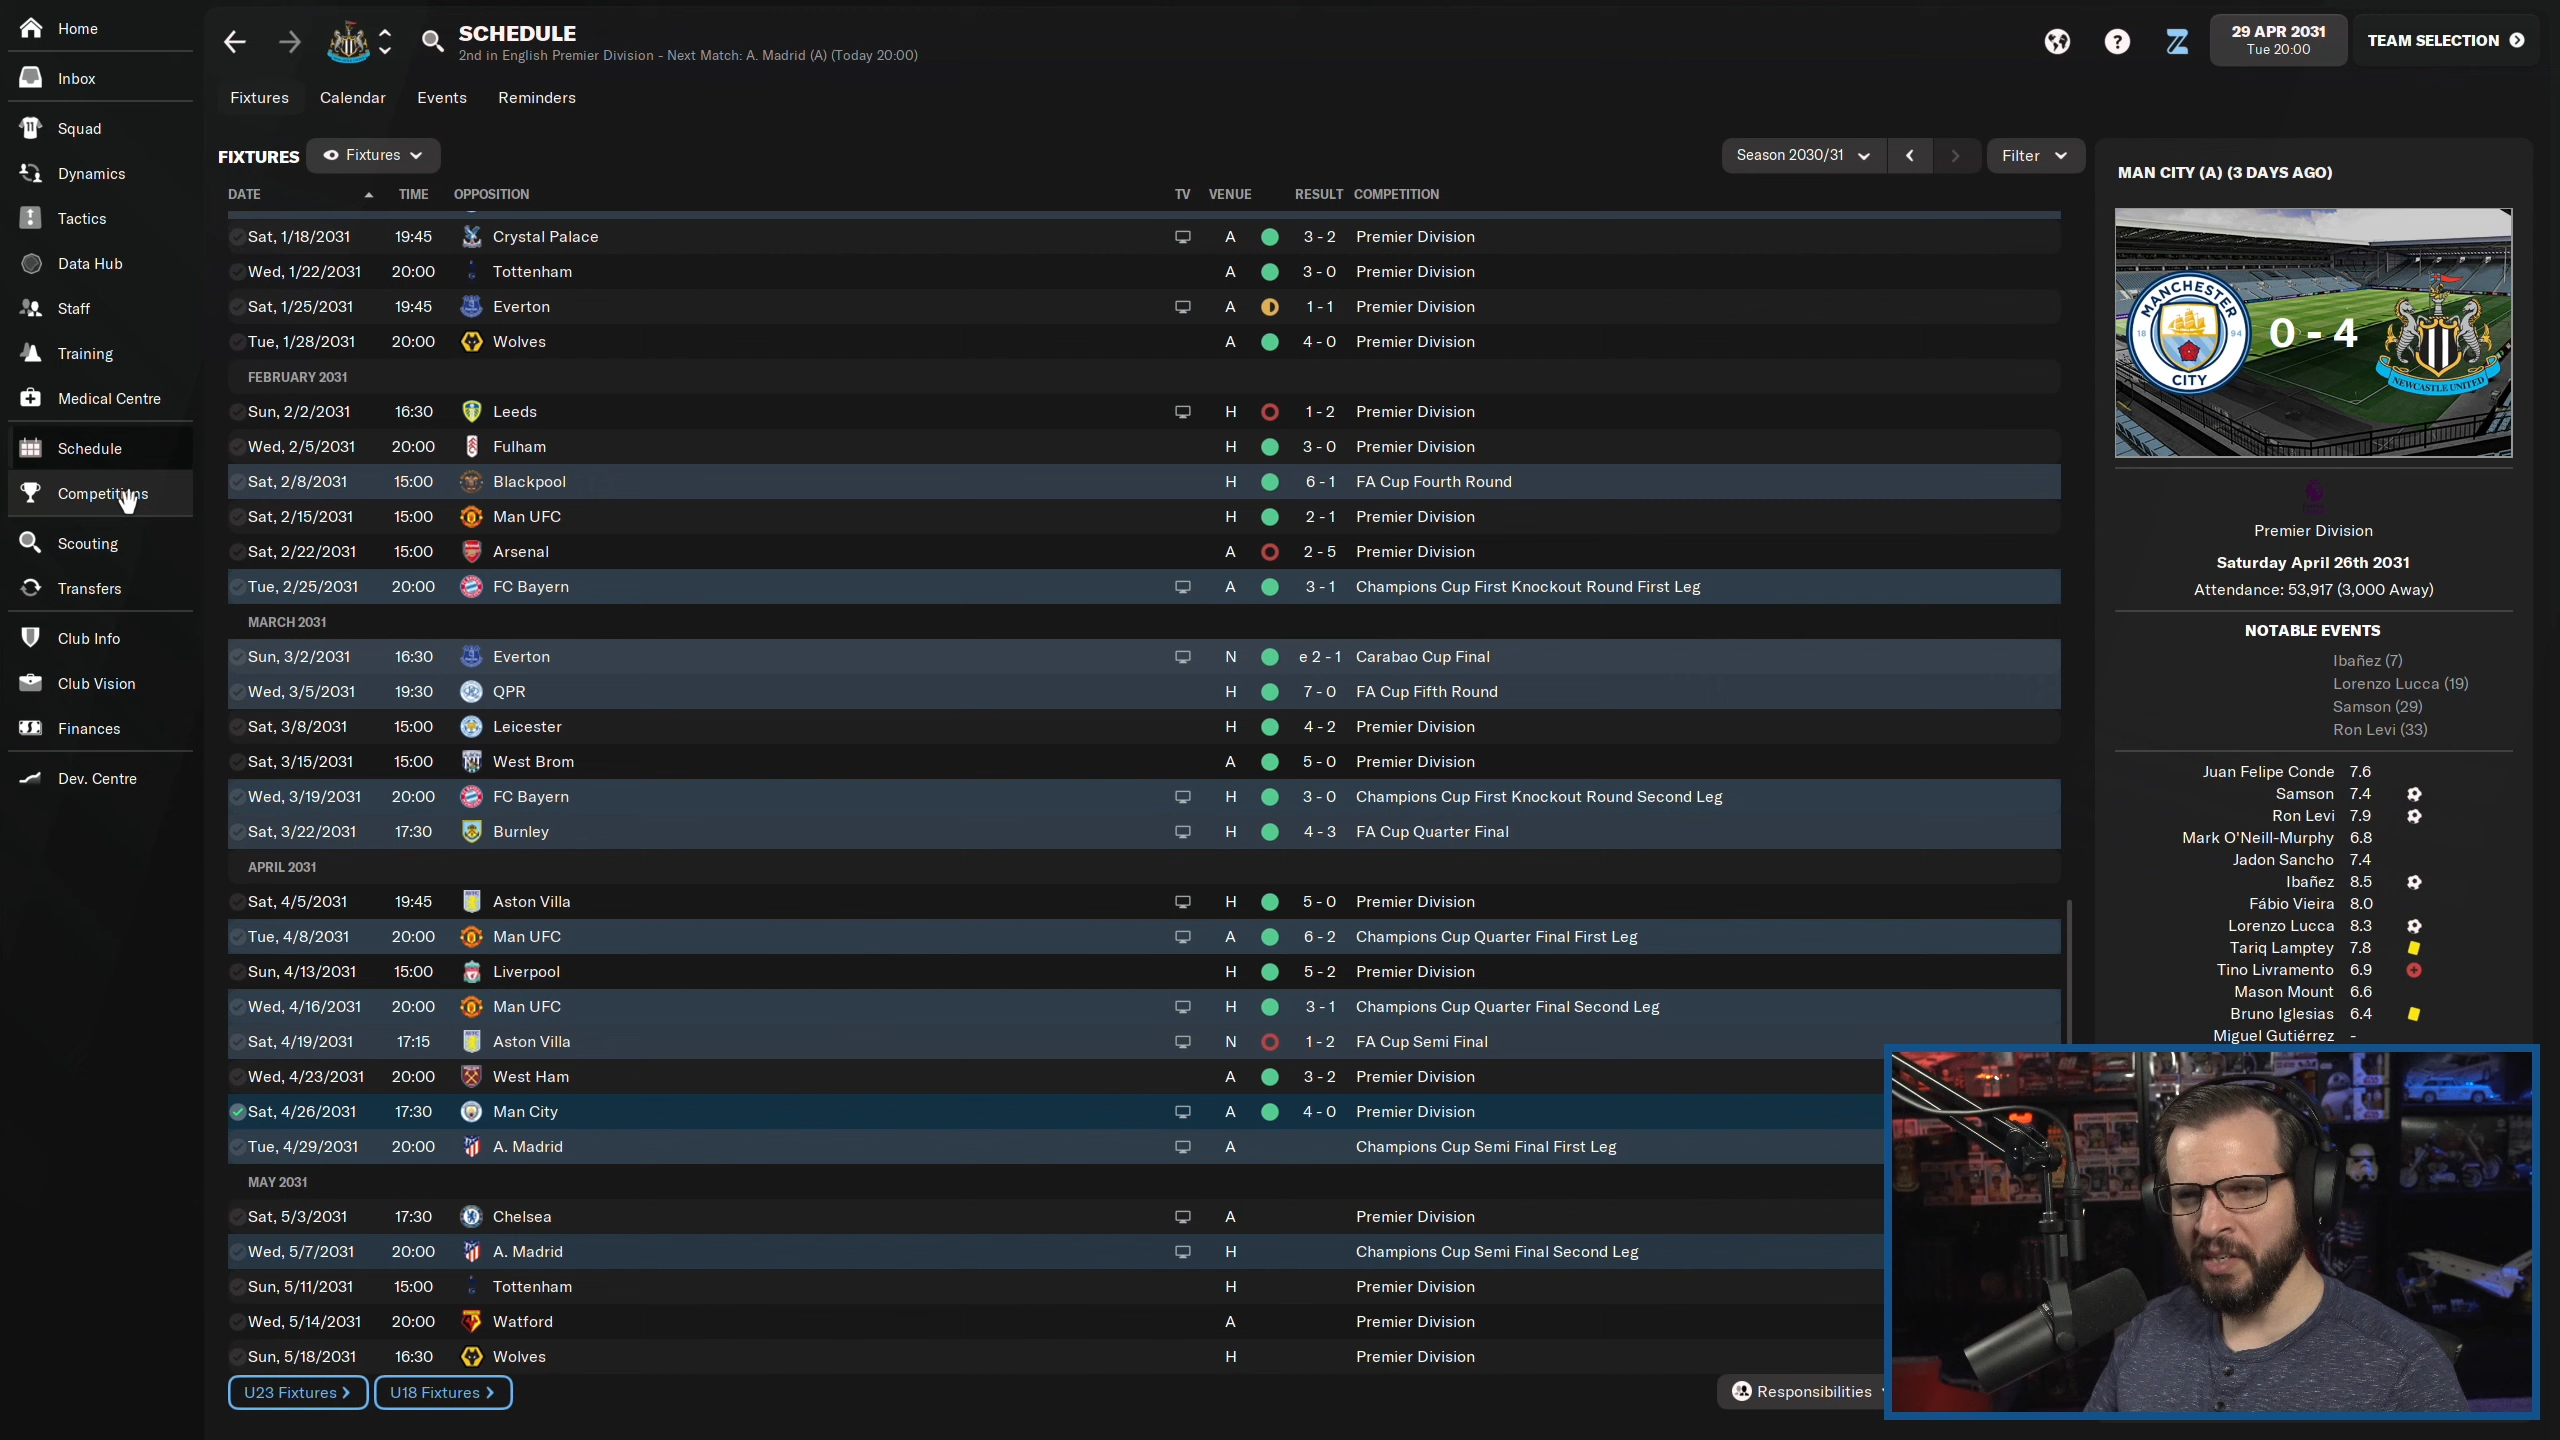 Home
Inbox
Squad
Dynamics
Tactics
Data Hub
Staff
Training
Medical Centre
Schedule
Competitions
Scouting
Transfers
Club Info
Club Vision
Finances
Dev. Centre
SCHEDULE
2nd in English Premier Division - Next Match: A. Madrid (A) (Today 20:00)
29 APR 2031
Tue 20:00
TEAM SELECTION
Fixtures Calendar Events Reminders
FIXTURES Fixtures Season 2030/31 Filter
DATE TIME OPPOSITION TV VENUE RESULT COMPETITION
Sat, 1/18/2031 19:45 Crystal Palace A 3 - 2 Premier Division
Wed, 1/22/2031 20:00 Tottenham A 3 - 0 Premier Division
Sat, 1/25/2031 19:45 Everton A 1 - 1 Premier Division
Tue, 1/28/2031 20:00 Wolves A 4 - 0 Premier Division
FEBRUARY 2031
Sun, 2/2/2031 16:30 Leeds H 1 - 2 Premier Division
Wed, 2/5/2031 20:00 Fulham H 3 - 0 Premier Division
Sat, 2/8/2031 15:00 Blackpool H 6 - 1 FA Cup Fourth Round
Sat, 2/15/2031 15:00 Man UFC H 2 - 1 Premier Division
Sat, 2/22/2031 15:00 Arsenal A 2 - 5 Premier Division
Tue, 2/25/2031 20:00 FC Bayern A 3 - 1 Champions Cup First Knockout Round First Leg
MARCH 2031
Sun, 3/2/2031 16:30 Everton N e 2 - 1 Carabao Cup Final
Wed, 3/5/2031 19:30 QPR H 7 - 0 FA Cup Fifth Round
Sat, 3/8/2031 15:00 Leicester H 4 - 2 Premier Division
Sat, 3/15/2031 15:00 West Brom A 5 - 0 Premier Division
Wed, 3/19/2031 20:00 FC Bayern H 3 - 0 Champions Cup First Knockout Round Second Leg
Sat, 3/22/2031 17:30 Burnley H 4 - 3 FA Cup Quarter Final
APRIL 2031
Sat, 4/5/2031 19:45 Aston Villa H 5 - 0 Premier Division
Tue, 4/8/2031 20:00 Man UFC A 6 - 2 Champions Cup Quarter Final First Leg
Sun, 4/13/2031 15:00 Liverpool H 5 - 2 Premier Division
Wed, 4/16/2031 20:00 Man UFC H 3 - 1 Champions Cup Quarter Final Second Leg
Sat, 4/19/2031 17:15 Aston Villa N 1 - 2 FA Cup Semi Final
Wed, 4/23/2031 20:00 West Ham A 3 - 2 Premier Division
Sat, 4/26/2031 17:30 Man City A 4 - 0 Premier Division
Tue, 4/29/2031 20:00 A. Madrid A Champions Cup Semi Final First Leg
MAY 2031
Sat, 5/3/2031 17:30 Chelsea A Premier Division
Wed, 5/7/2031 20:00 A. Madrid H Champions Cup Semi Final Second Leg
Sun, 5/11/2031 15:00 Tottenham H Premier Division
Wed, 5/14/2031 20:00 Watford A Premier Division
Sun, 5/18/2031 16:30 Wolves H Premier Division
U23 Fixtures U18 Fixtures Responsibilities
MAN CITY (A) (3 DAYS AGO)
MANCHESTER
18 94
CITY
0 - 4
NEWCASTLE UNITED
Premier Division
Saturday April 26th 2031
Attendance: 53,917 (3,000 Away)
NOTABLE EVENTS
Ibañez (7)
Lorenzo Lucca (19)
Samson (29)
Ron Levi (33)
Juan Felipe Conde 7.6
Samson 7.4
Ron Levi 7.9
Mark O'Neill-Murphy 6.8
Jadon Sancho 7.4
Ibañez 8.5
Fábio Vieira 8.0
Lorenzo Lucca 8.3
Tariq Lamptey 7.8
Tino Livramento 6.9
Mason Mount 6.6
Bruno Iglesias 6.4
Miguel Gutiérrez -